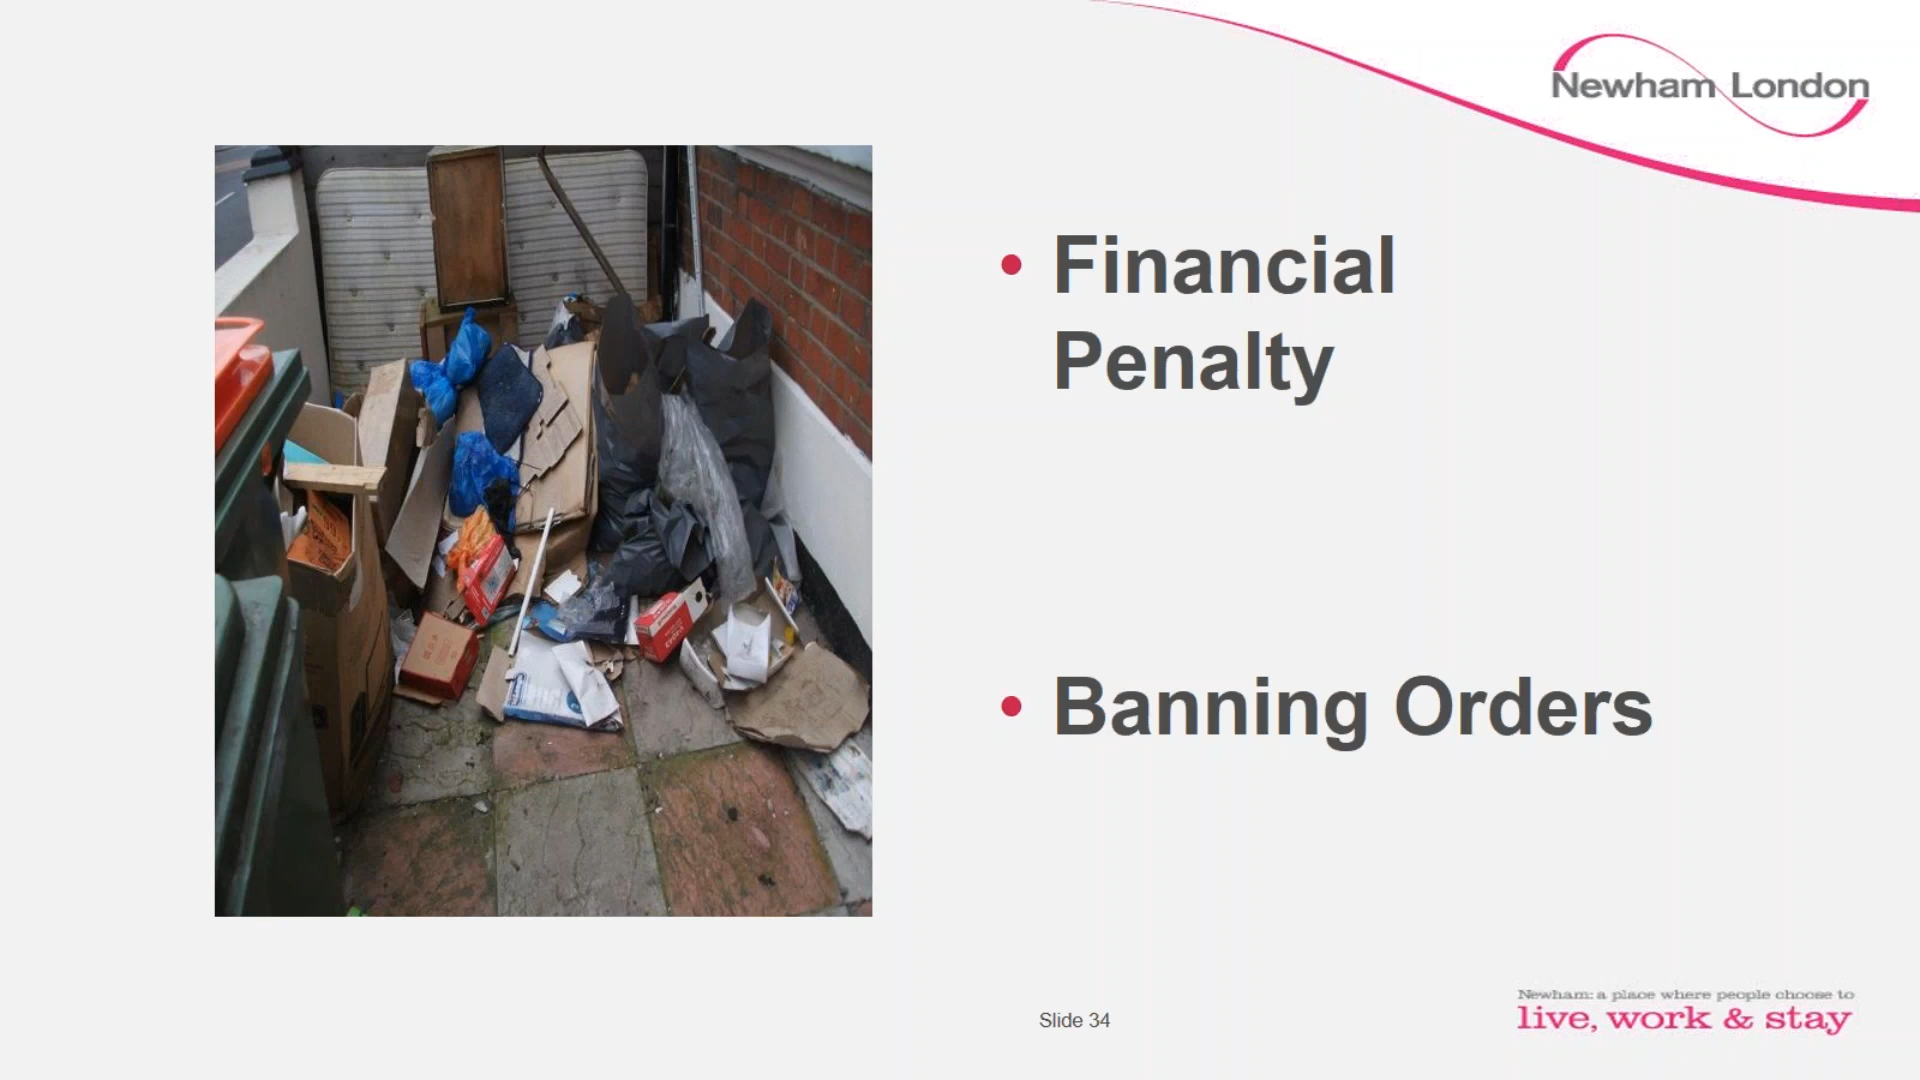 Newham London
• Financial
Penalty
• Banning Orders
Slide 34
Newham: a place where people choose to
live, work & stay